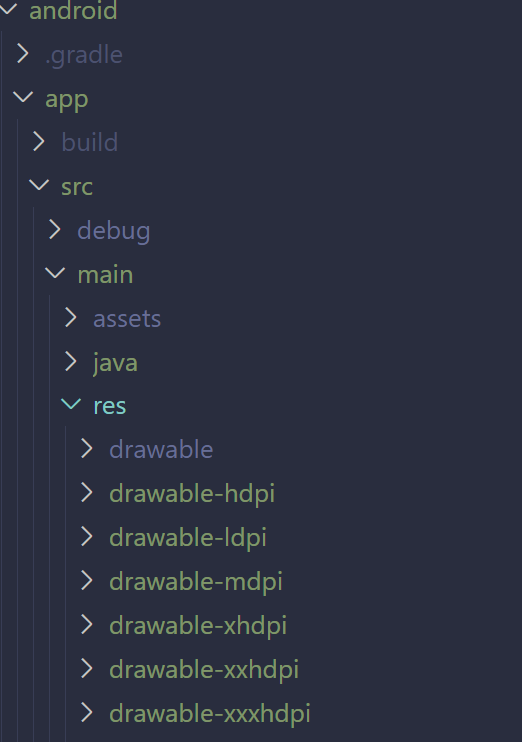 android
.gradle
app
build
src
debug
main
assets
java
res
drawable
drawable-hdpi
drawable-ldpi
drawable-mdpi
drawable-xhdpi
drawable-xxhdpi
drawable-xxxhdpi